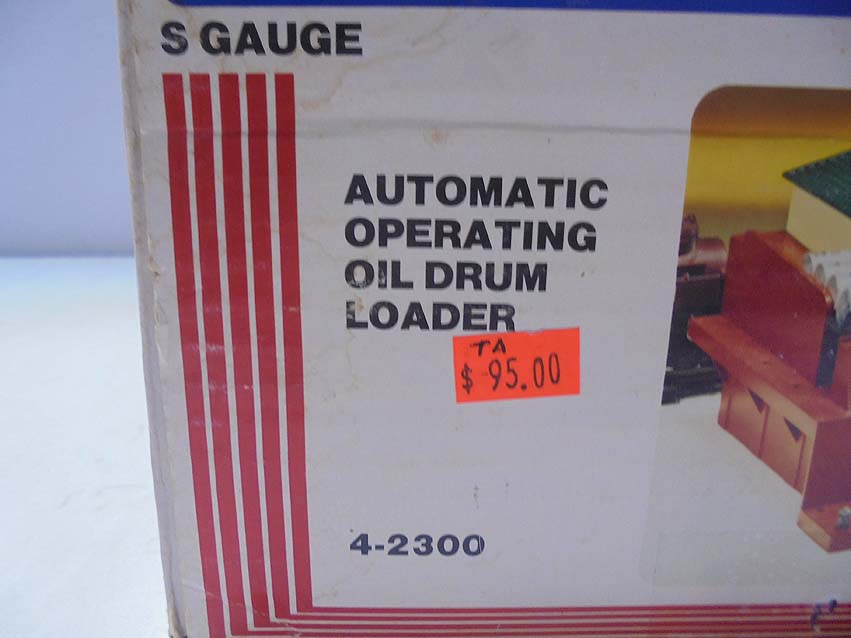 S GAUGE
AUTOMATIC
OPERATING
OIL DRUM
LOADER
TA
$ 95.00
4-2300